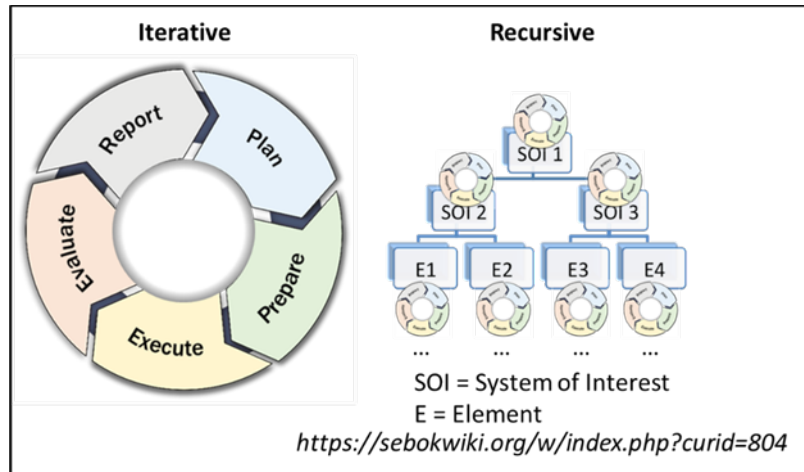 Iterative
Report
Plan
Prepare
Execute
Evaluate
Recursive
SOI 1
SOI 2
SOI 3
E1
E2
E3
E4
...
...
...
...
SOI = System of Interest
E = Element
https://sebokwiki.org/w/index.php?curid=804